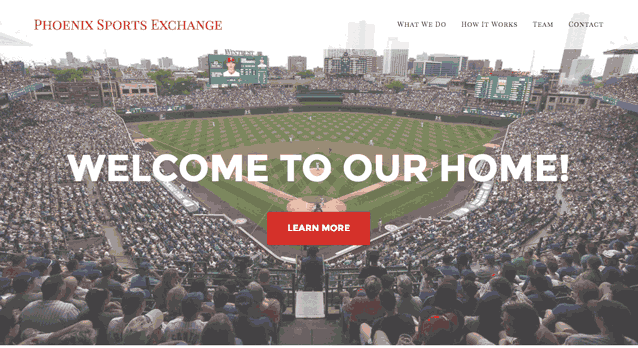 Phoenix Sports Exchange
What We Do How It Works Team Contact
WELCOME TO OUR HOME!
LEARN MORE